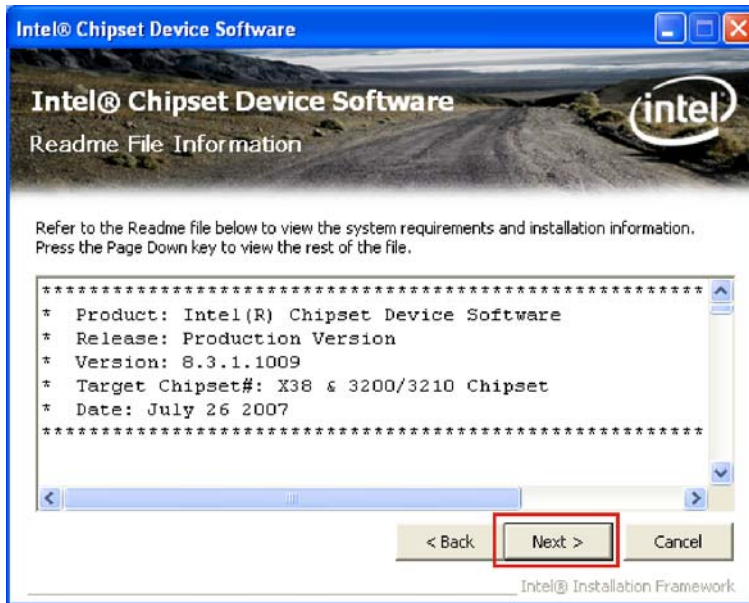 Intel® Chipset Device Software
Intel® Chipset Device Software
intel
Readme File Information
Refer to the Readme file below to view the system requirements and installation information.
Press the Page Down key to view the rest of the file.
************************************************************
*  Product: Intel(R) Chipset Device Software
*  Release: Production Version
*  Version: 8.3.1.1009
*  Target Chipset#: X38 & 3200/3210 Chipset
*  Date: July 26 2007
************************************************************
< Back
Next >
Cancel
Intel® Installation Framework